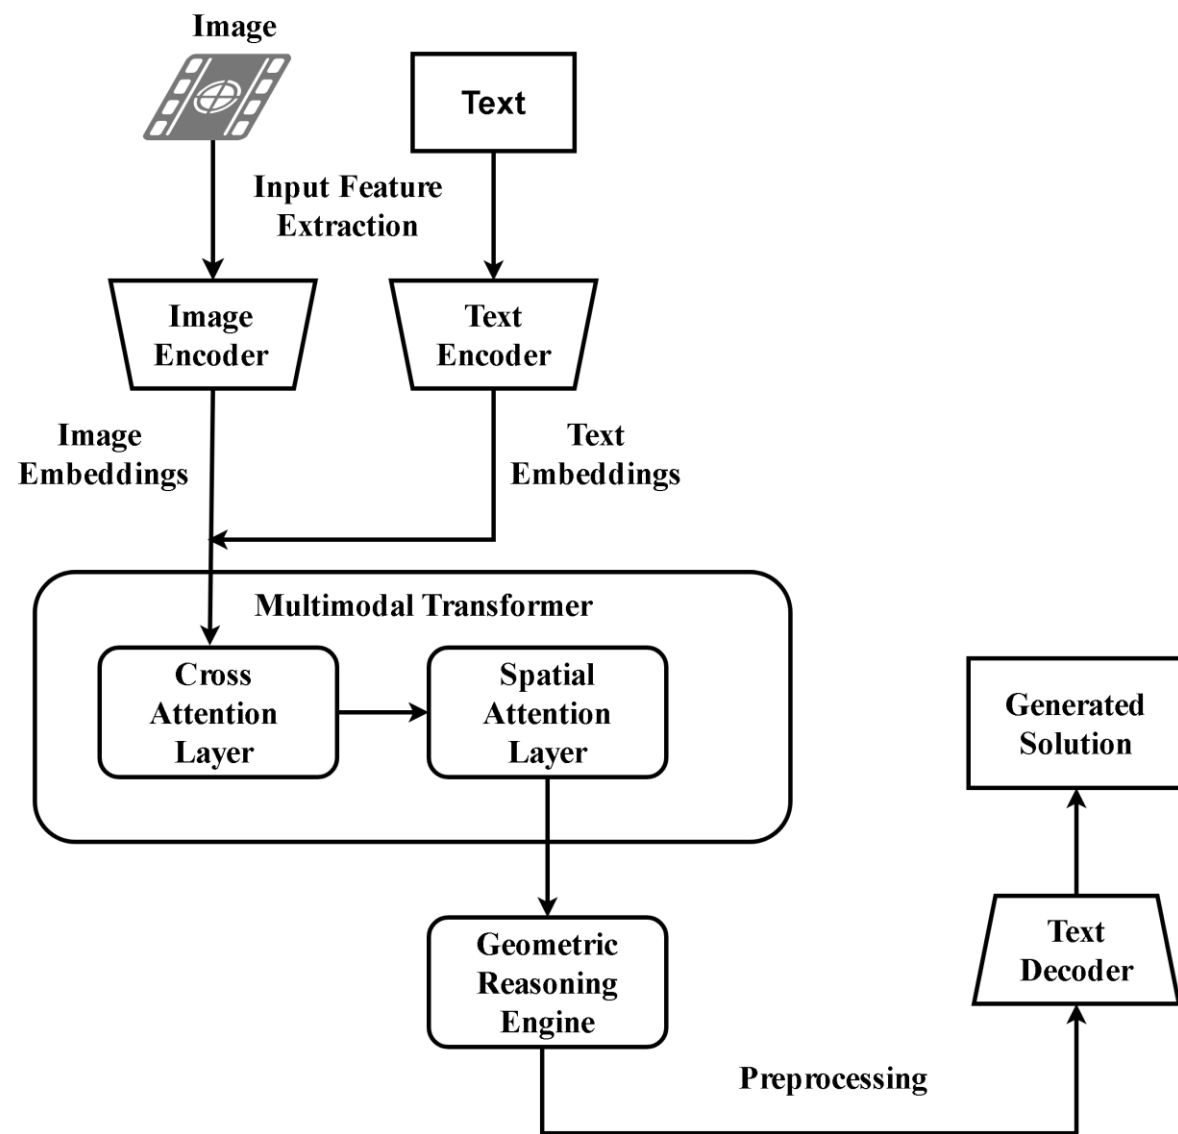 Image
Text
Input Feature
Extraction
Image
Encoder
Text
Encoder
Image
Embeddings
Text
Embeddings
Multimodal Transformer
Cross
Attention
Layer
Spatial
Attention
Layer
Generated
Solution
Geometric
Reasoning
Engine
Text
Decoder
Preprocessing